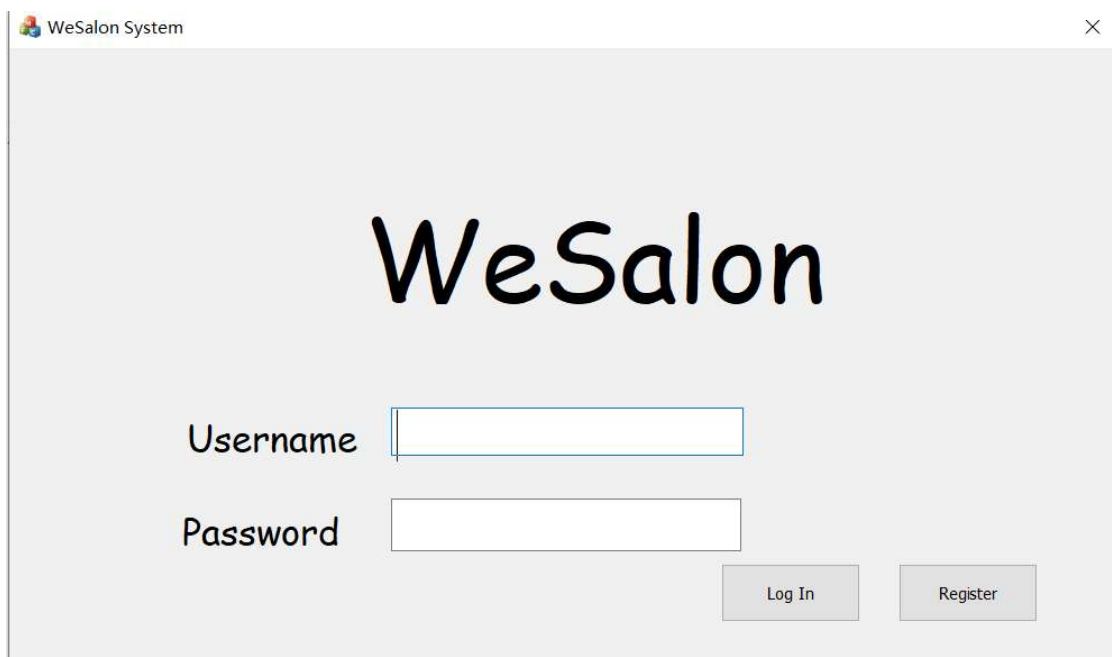 WeSalon System
WeSalon
Username
Password
Log In Register